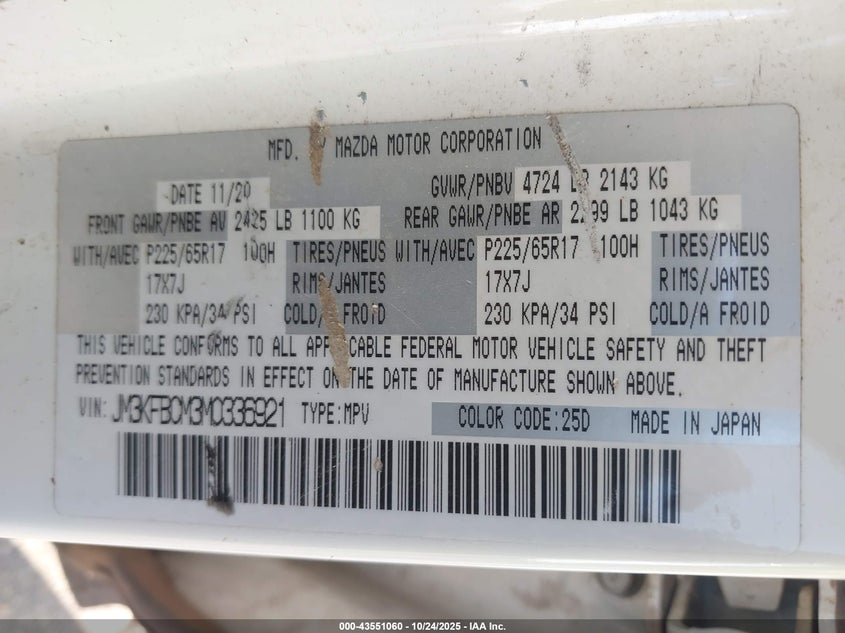 MFD. BY MAZDA MOTOR CORPORATION
DATE 11/20 GVWR/PNBV 4724 LB 2143 KG
FRONT GAWR/PNBE AV 2425 LB 1100 KG REAR GAWR/PNBE AR 2299 LB 1043 KG
WITH/AVEC P225/65R17 100H TIRES/PNEUS WITH/AVEC P225/65R17 100H TIRES/PNEUS
17X7J RIMS/JANTES 17X7J RIMS/JANTES
230 KPA/34 PSI COLD/A FROID 230 KPA/34 PSI COLD/A FROID
THIS VEHICLE CONFORMS TO ALL APPLICABLE FEDERAL MOTOR VEHICLE SAFETY AND THEFT
PREVENTION STANDARDS IN EFFECT ON THE DATE OF MANUFACTURE SHOWN ABOVE.
VIN: JM3KFBCM3M0336921 TYPE:MPV COLOR CODE:25D MADE IN JAPAN
000-43551060 - 10/24/2025 - IAA Inc.